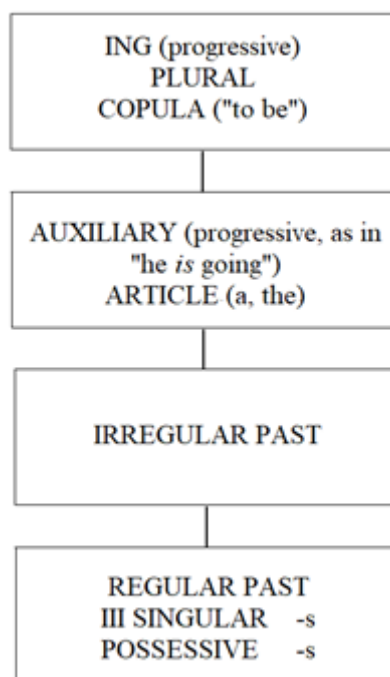 ING (progressive)
PLURAL
COPULA ("to be")
AUXILIARY (progressive, as in
"he is going")
ARTICLE (a, the)
IRREGULAR PAST
REGULAR PAST
III SINGULAR -s
POSSESSIVE -s